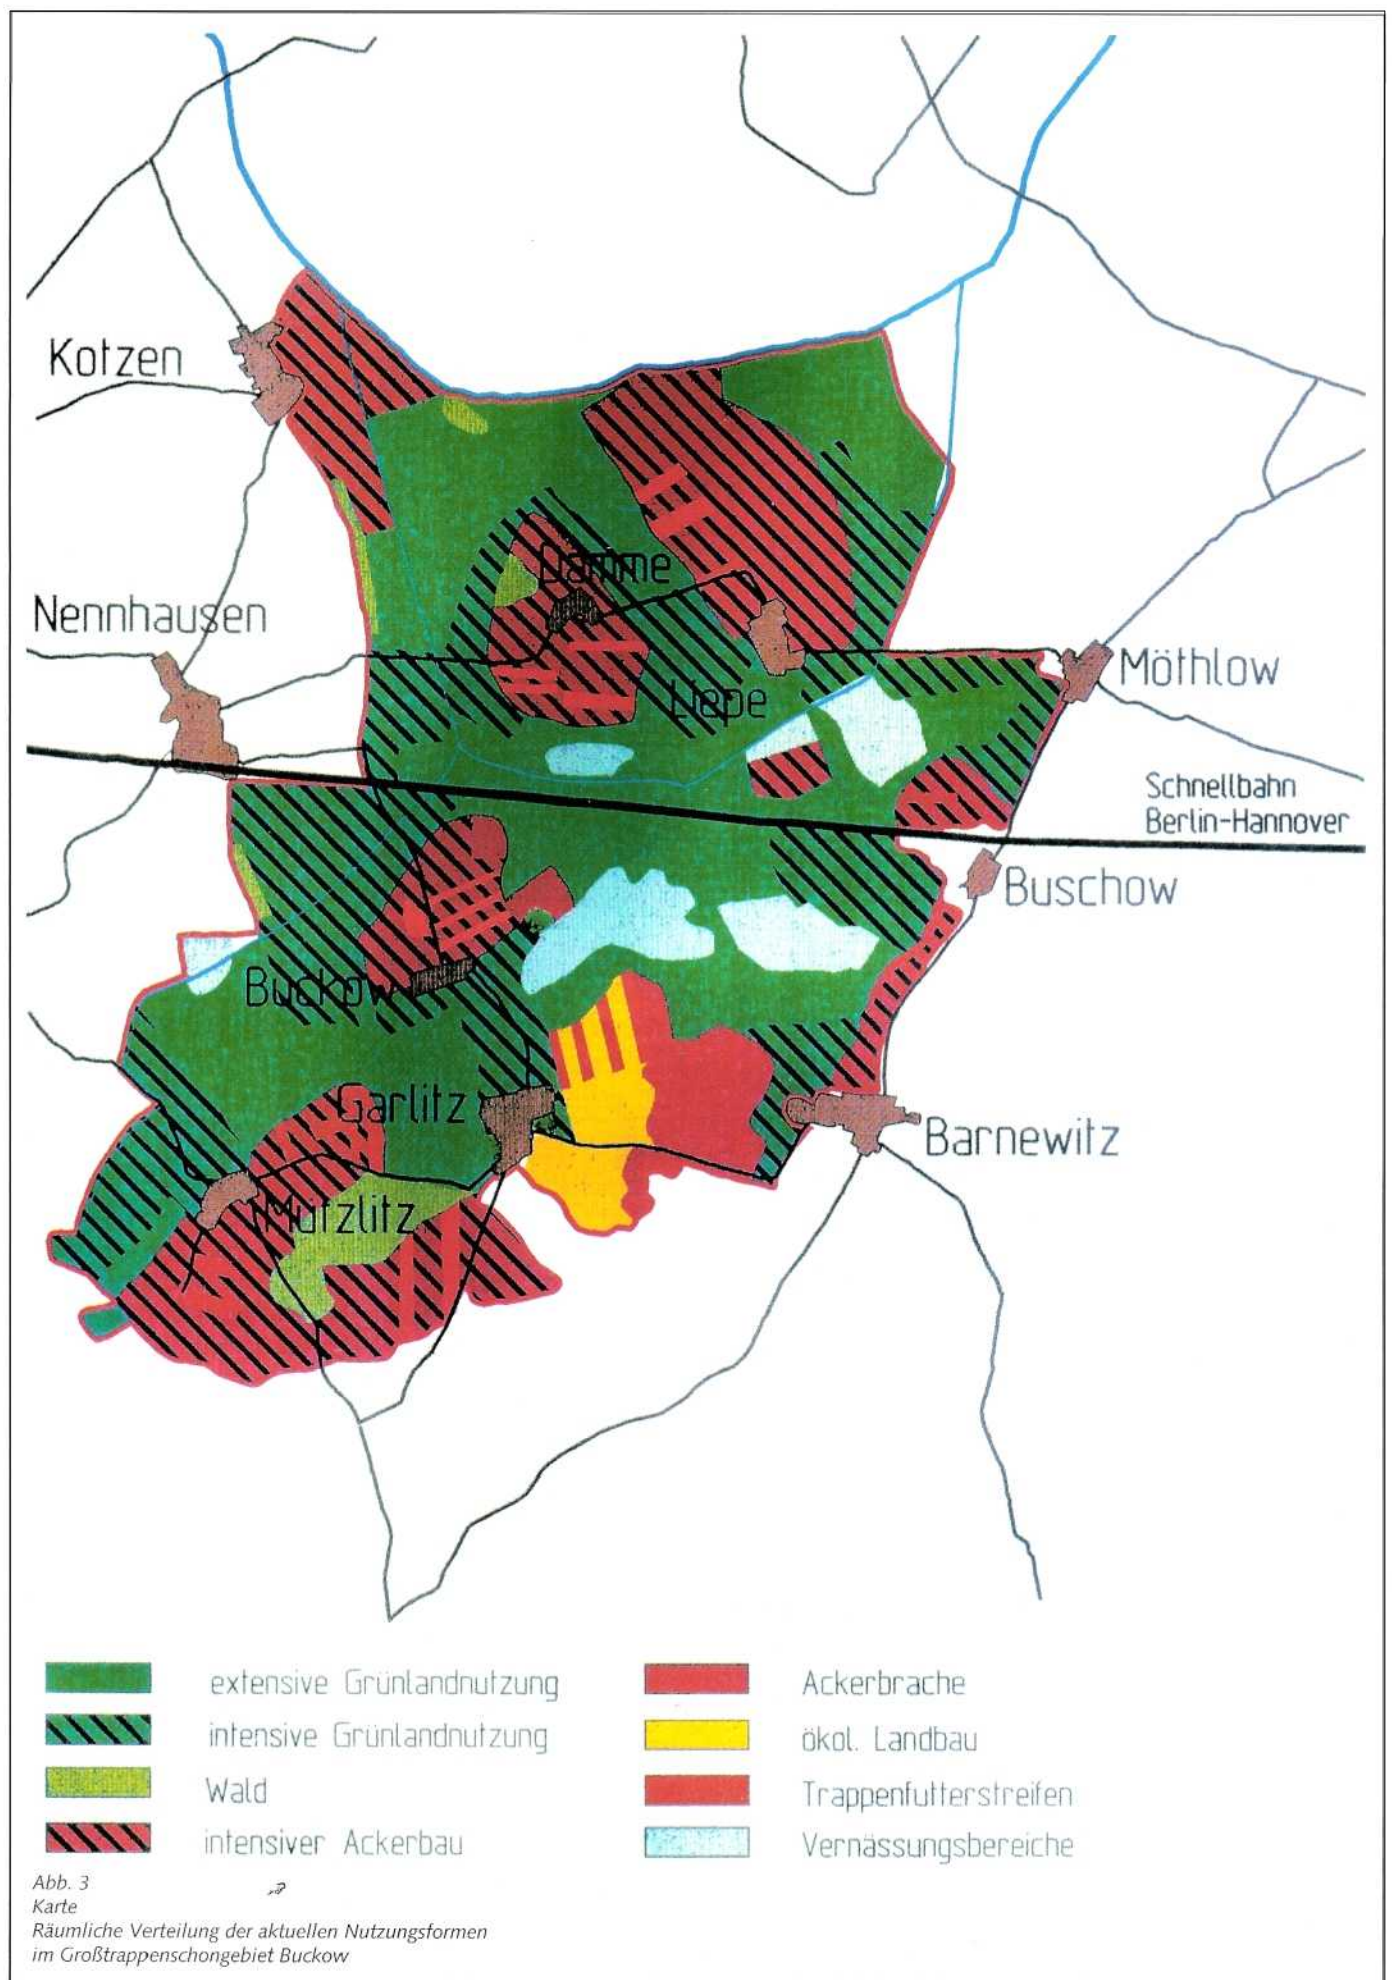 Kotzen
Damme
Nennhausen
Möthlow
Liepe
Schnellbahn
Berlin-Hannover
Buschow
Buckow
Garlitz
Barnewitz
Mützlitz
extensive Grünlandnutzung
intensive Grünlandnutzung
Wald
intensiver Ackerbau
Ackerbrache
ökol. Landbau
Trappenfutterstreifen
Vernässungsbereiche
Abb. 3
Karte
Räumliche Verteilung der aktuellen Nutzungsformen
im Großtrappenschongebiet Buckow